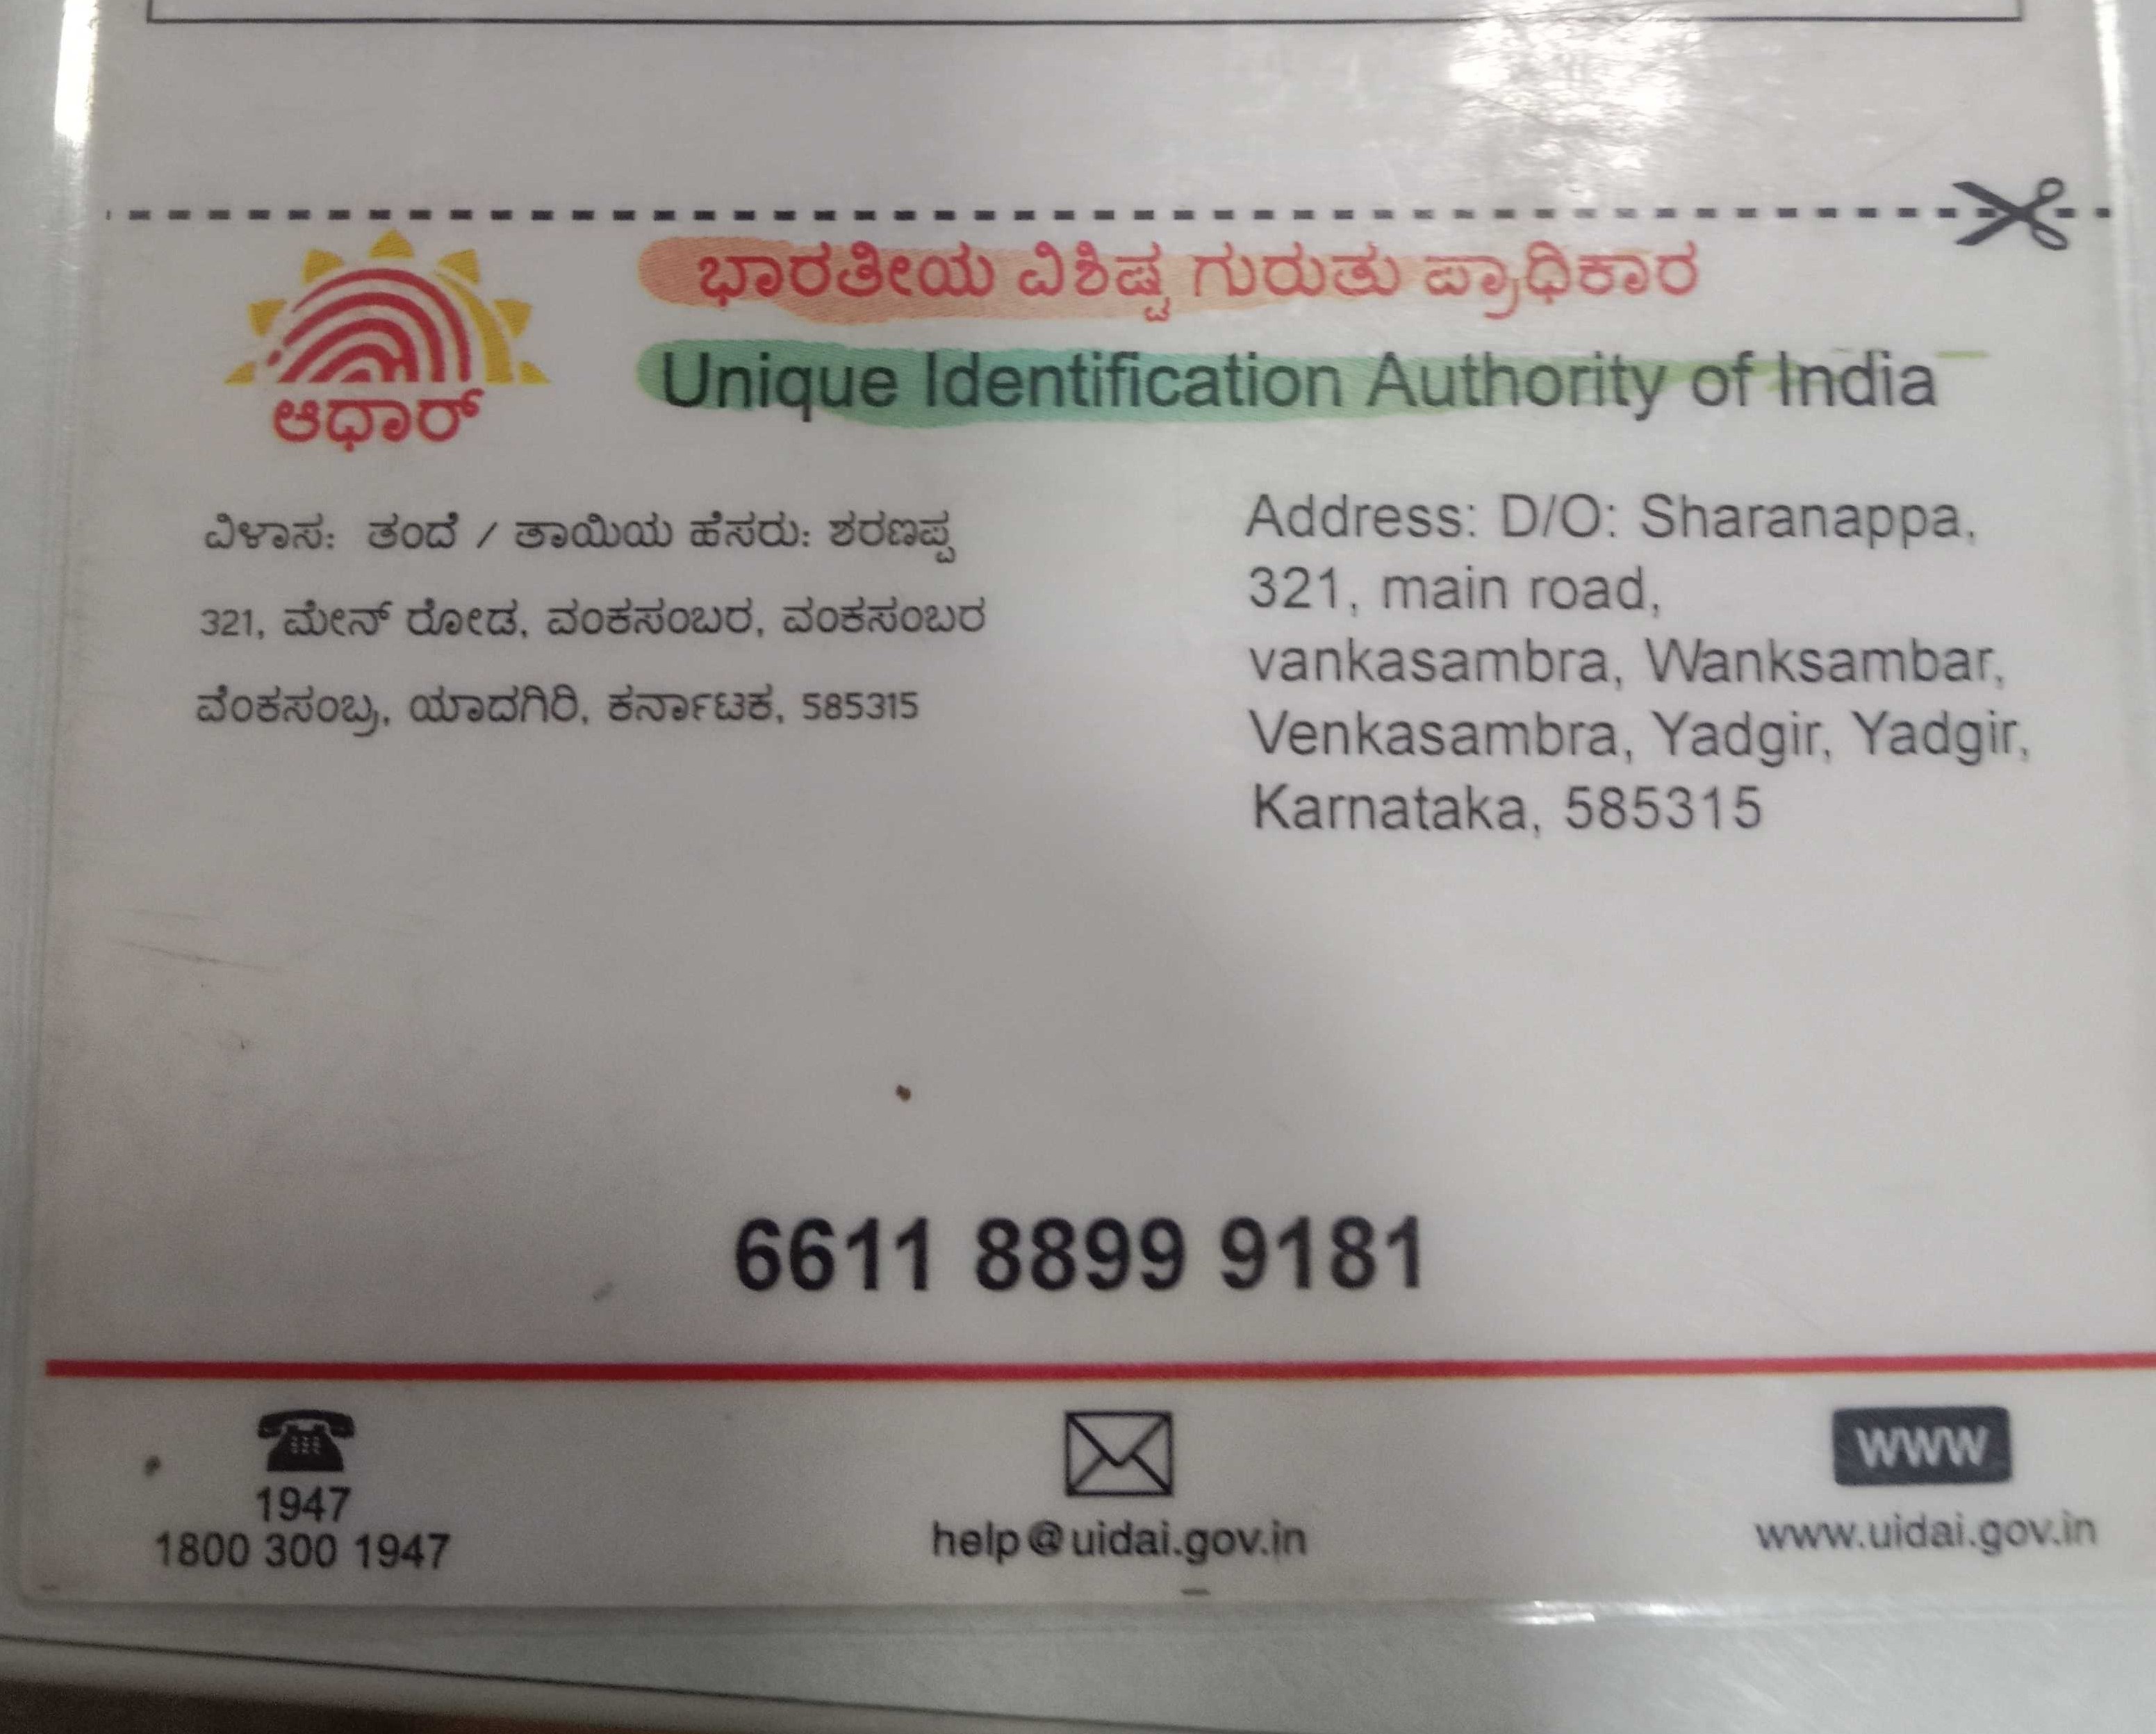 ಭಾರತೀಯ ವಿಶಿಷ್ಟ ಗುರುತು ಪ್ರಾಧಿಕಾರ
Unique Identification Authority of India
ಆಧಾರ್
ವಿಳಾಸ: ತಂದೆ / ತಾಯಿಯ ಹೆಸರು: ಶರಣಪ್ಪ
321, ಮೇನ್ ರೋಡ, ವಂಕಸಂಬರ, ವಂಕಸಂಬರ
ವೆಂಕಸಂಬ್ರ, ಯಾದಗಿರಿ, ಕರ್ನಾಟಕ, 585315
Address: D/O: Sharanappa,
321, main road,
vankasambra, Wanksambar,
Venkasambra, Yadgir, Yadgir,
Karnataka, 585315
6611 8899 9181
1947
1800 300 1947
help@uidai.gov.in
WWW
www.uidai.gov.in